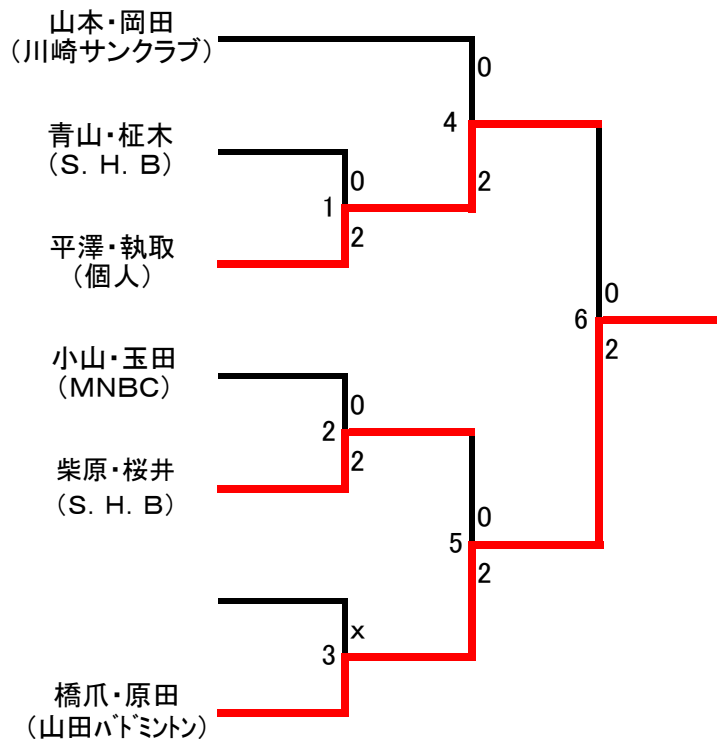 山本・岡田
(川崎サンクラブ)
0
4
2
青山・柾木
(S. H. B)
0
1
2
平澤・執取
(個人)
0
6
2
小山・玉田
(MNBC)
0
2
2
柴原・桜井
(S. H. B)
0
5
2
x
3
橋爪・原田
(山田ﾊﾞﾄﾞﾐﾝﾄﾝ)